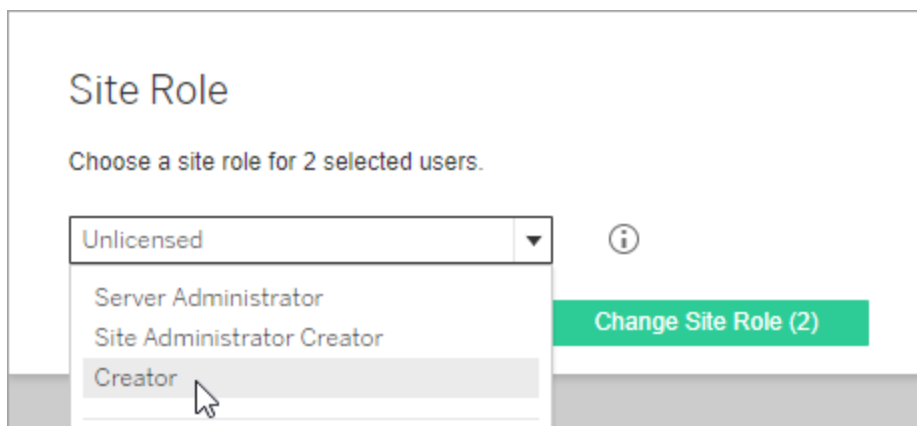 Site Role
Choose a site role for 2 selected users.
Unlicensed
Server Administrator
Site Administrator Creator
Change Site Role (2)
Creator